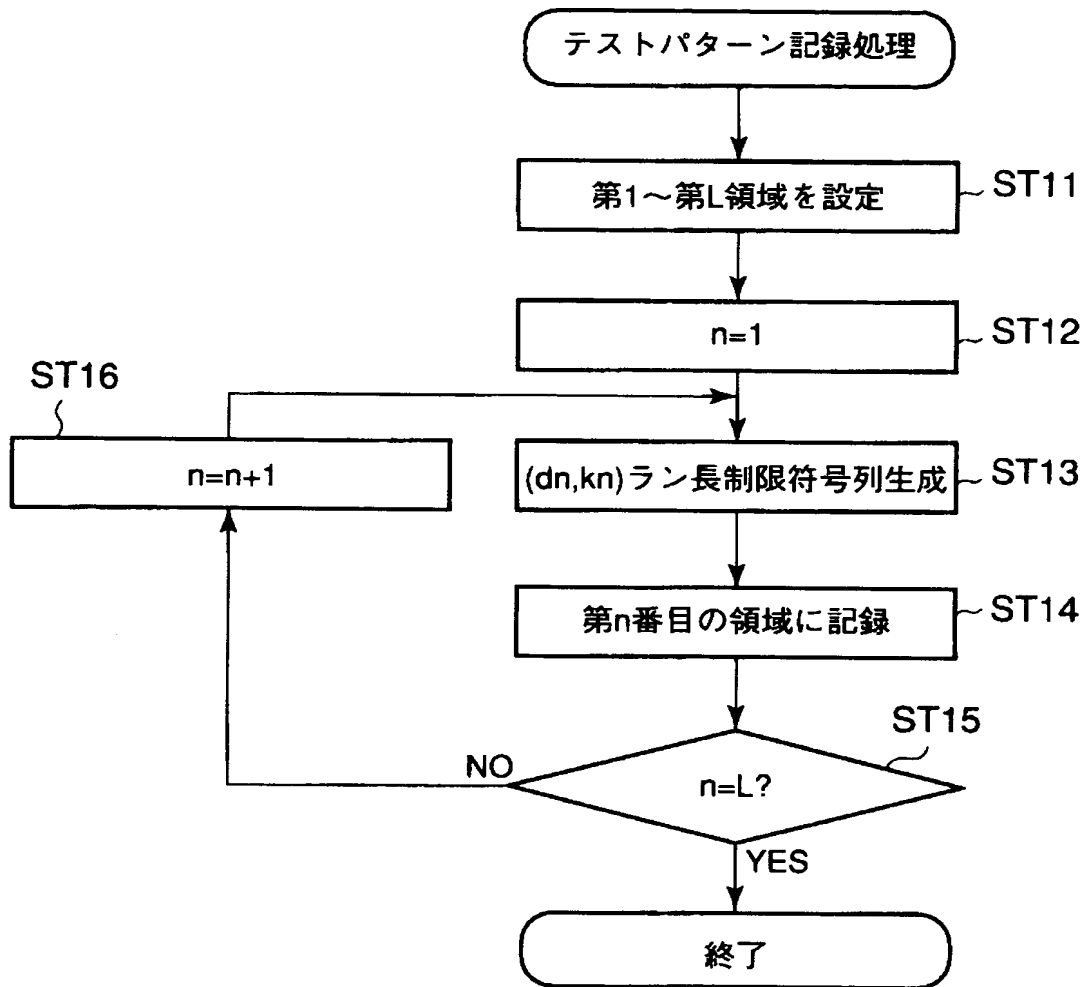 テストパターン記録処理
第1～第L領域を設定
ST11
n=1
ST12
ST16
n=n+1
(dn,kn)ラン長制限符号列生成
ST13
第n番目の領域に記録
ST14
ST15
NO
n=L?
YES
終了